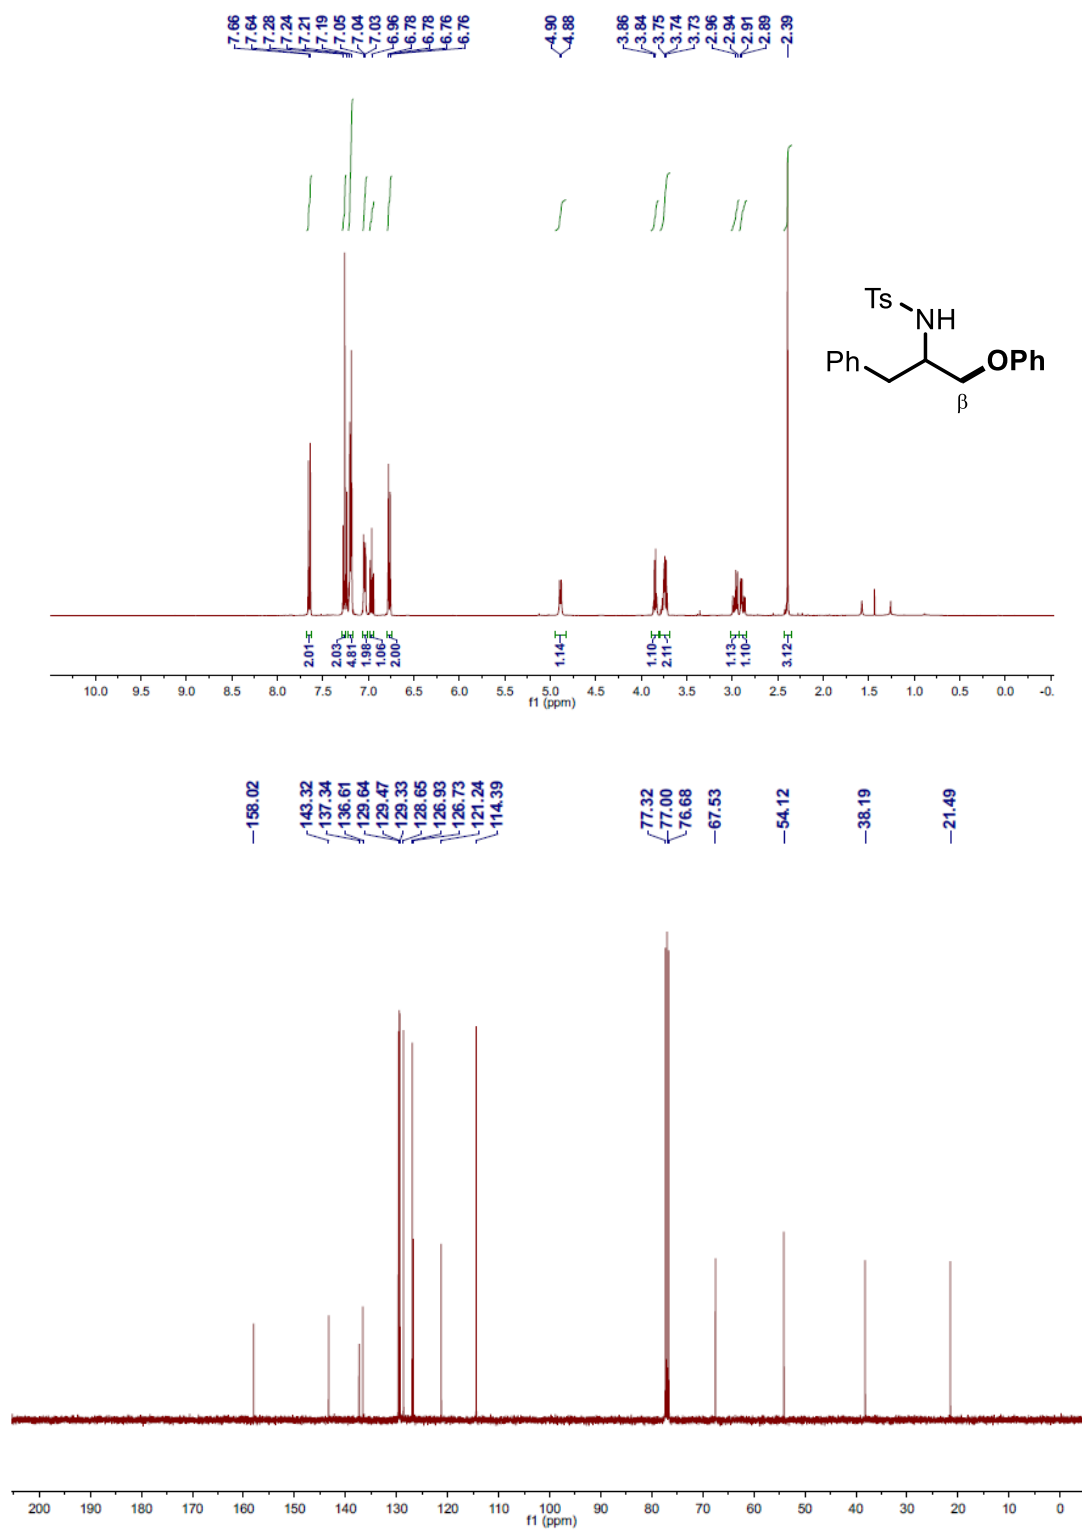 7.66 7.64 7.28 7.24 7.21 7.19 7.05 7.04 7.03 6.96 6.78 6.78 6.76 6.76 4.90 4.88 3.86 3.84 3.75 3.74 3.73 2.96 2.94 2.91 2.89 2.39
Ts
NH
Ph
OPh
β
2.01 2.03 4.81 1.98 1.06 2.00 1.14 1.10 2.11 1.13 1.10 3.12
10.0 9.5 9.0 8.5 8.0 7.5 7.0 6.5 6.0 5.5 5.0 4.5 4.0 3.5 3.0 2.5 2.0 1.5 1.0 0.5 0.0 -0.
f1 (ppm)
158.02 143.32 137.34 136.61 129.64 129.47 129.33 128.65 126.93 126.73 121.24 114.39 77.32 77.00 76.68 67.53 54.12 38.19 21.49
200 190 180 170 160 150 140 130 120 110 100 90 80 70 60 50 40 30 20 10 0
f1 (ppm)